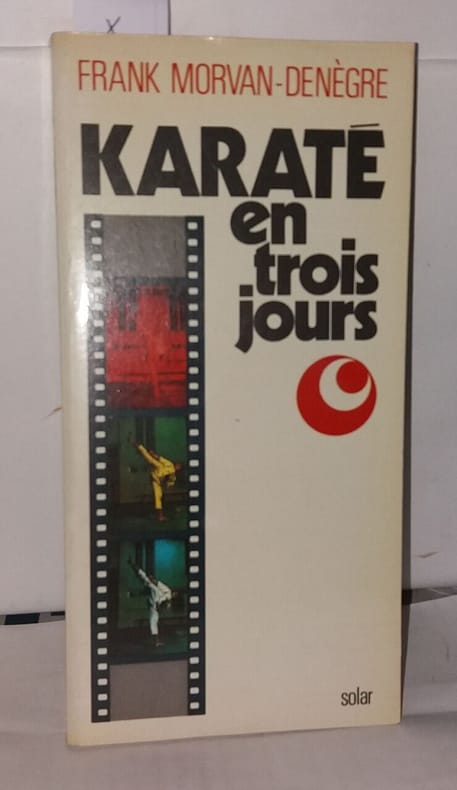 x
FRANK MORVAN-DENÈGRE
KARATÉ
en
trois
jours
solar